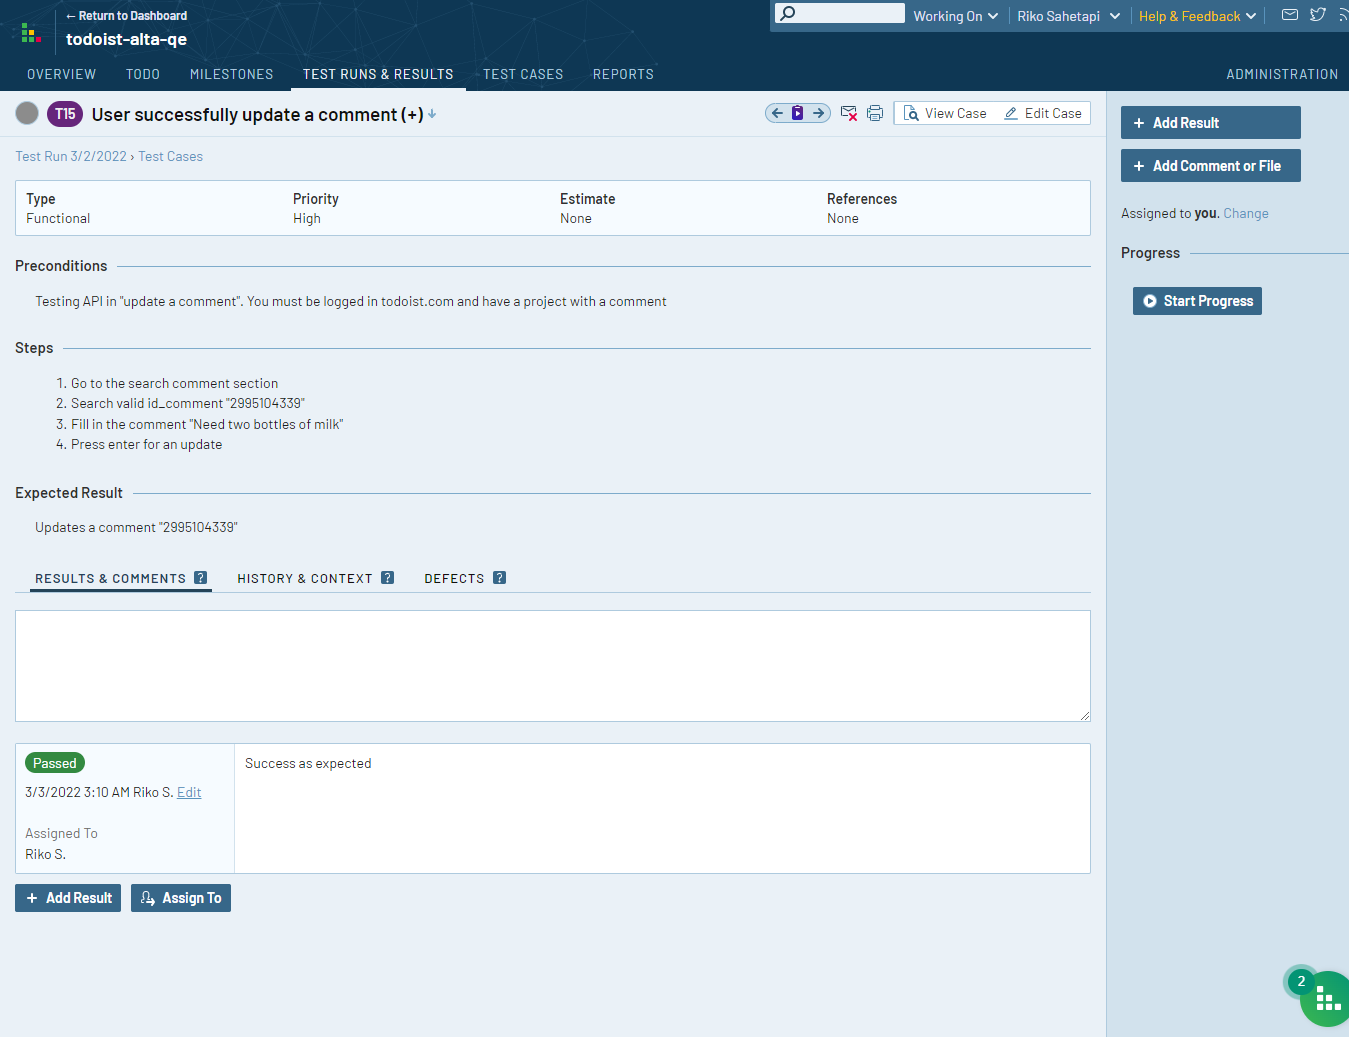 ← Return to Dashboard
todoist-alta-qe
Working On
Riko Sahetapi
Help & Feedback
OVERVIEW
TODO
MILESTONES
TEST RUNS & RESULTS
TEST CASES
REPORTS
ADMINISTRATION
T15
User successfully update a comment (+)
View Case
Edit Case
Test Run 3/2/2022 › Test Cases
Type
Priority
Estimate
References
Functional
High
None
None
Preconditions
Testing API in "update a comment". You must be logged in todoist.com and have a project with a comment
Steps
1. Go to the search comment section
2. Search valid id_comment "2995104339"
3. Fill in the comment "Need two bottles of milk"
4. Press enter for an update
Expected Result
Updates a comment "2995104339"
RESULTS & COMMENTS ?
HISTORY & CONTEXT ?
DEFECTS ?
Passed
Success as expected
3/3/2022 3:10 AM Riko S. Edit
Assigned To
Riko S.
+ Add Result
Assign To
+ Add Result
+ Add Comment or File
Assigned to you. Change
Progress
Start Progress
2